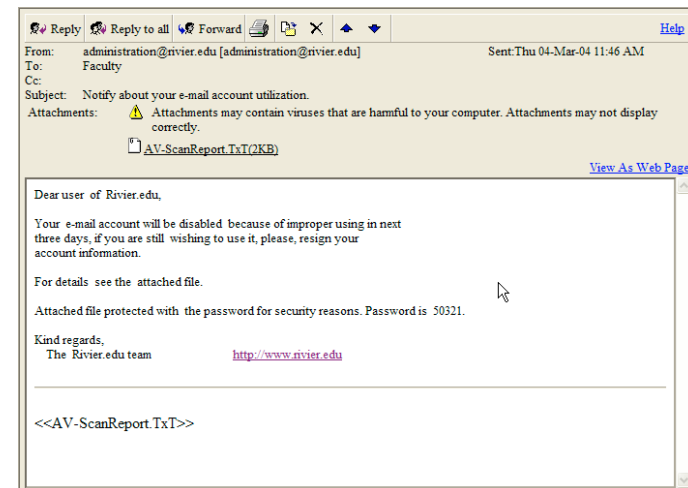 Reply Reply to all Forward Help
From: administration@rivier.edu [administration@rivier.edu] Sent:Thu 04-Mar-04 11:46 AM
To: Faculty
Cc:
Subject: Notify about your e-mail account utilization.
Attachments: Attachments may contain viruses that are harmful to your computer. Attachments may not display
correctly.
AV-ScanReport.TxT(2KB)
View As Web Page
Dear user of Rivier.edu,
Your e-mail account will be disabled because of improper using in next
three days, if you are still wishing to use it, please, resign your
account information.
For details see the attached file.
Attached file protected with the password for security reasons. Password is 50321.
Kind regards,
The Rivier.edu team http://www.rivier.edu
<<AV-ScanReport.TxT>>